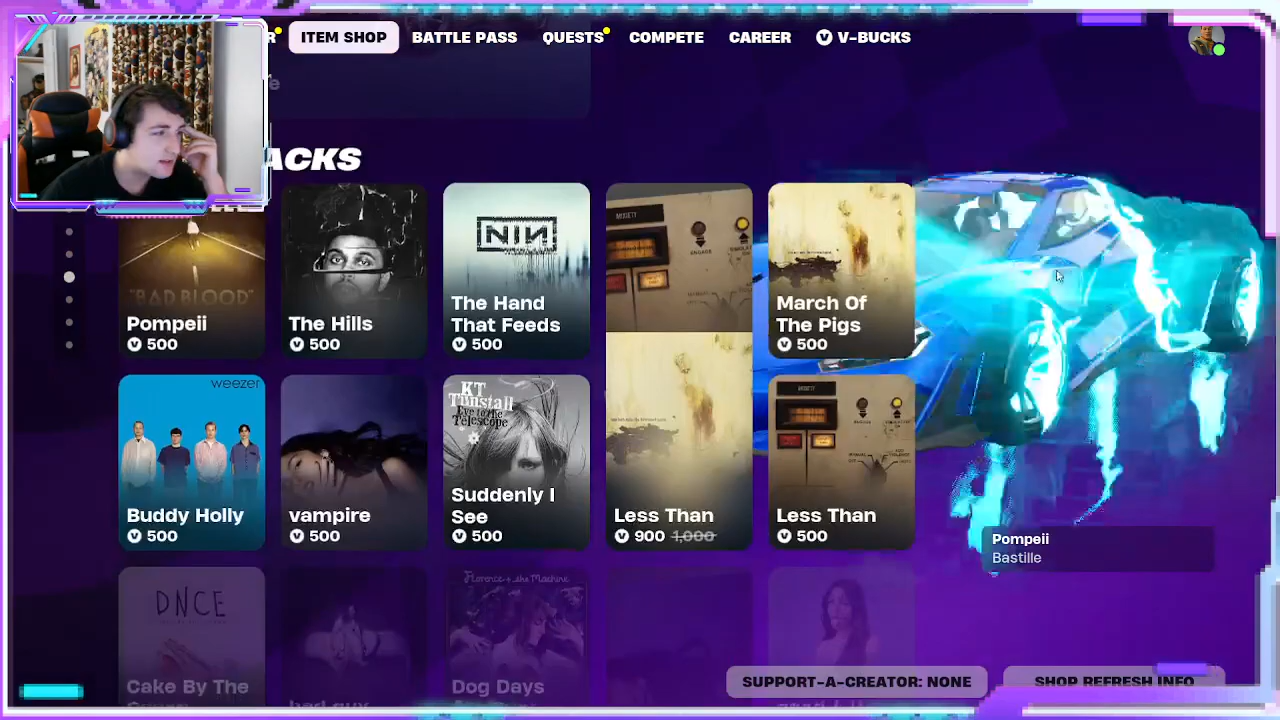 R
ITEM SHOP
BATTLE PASS
QUESTS
COMPETE
CAREER
V-BUCKS
ACKS
"BAD BLOOD"
Pompeii
500
The Hills
500
NIN
The Hand
That Feeds
500
March Of
The Pigs
500
weezer
Buddy Holly
500
vampire
500
KT
Tunstall
Eye to the
Telescope
Suddenly I
See
500
Less Than
900 1,000
Less Than
500
Pompeii
Bastille
DNCE
Cake By The
Florence + the Machine
Dog Days
SUPPORT-A-CREATOR: NONE
SHOP REFRESH INFO